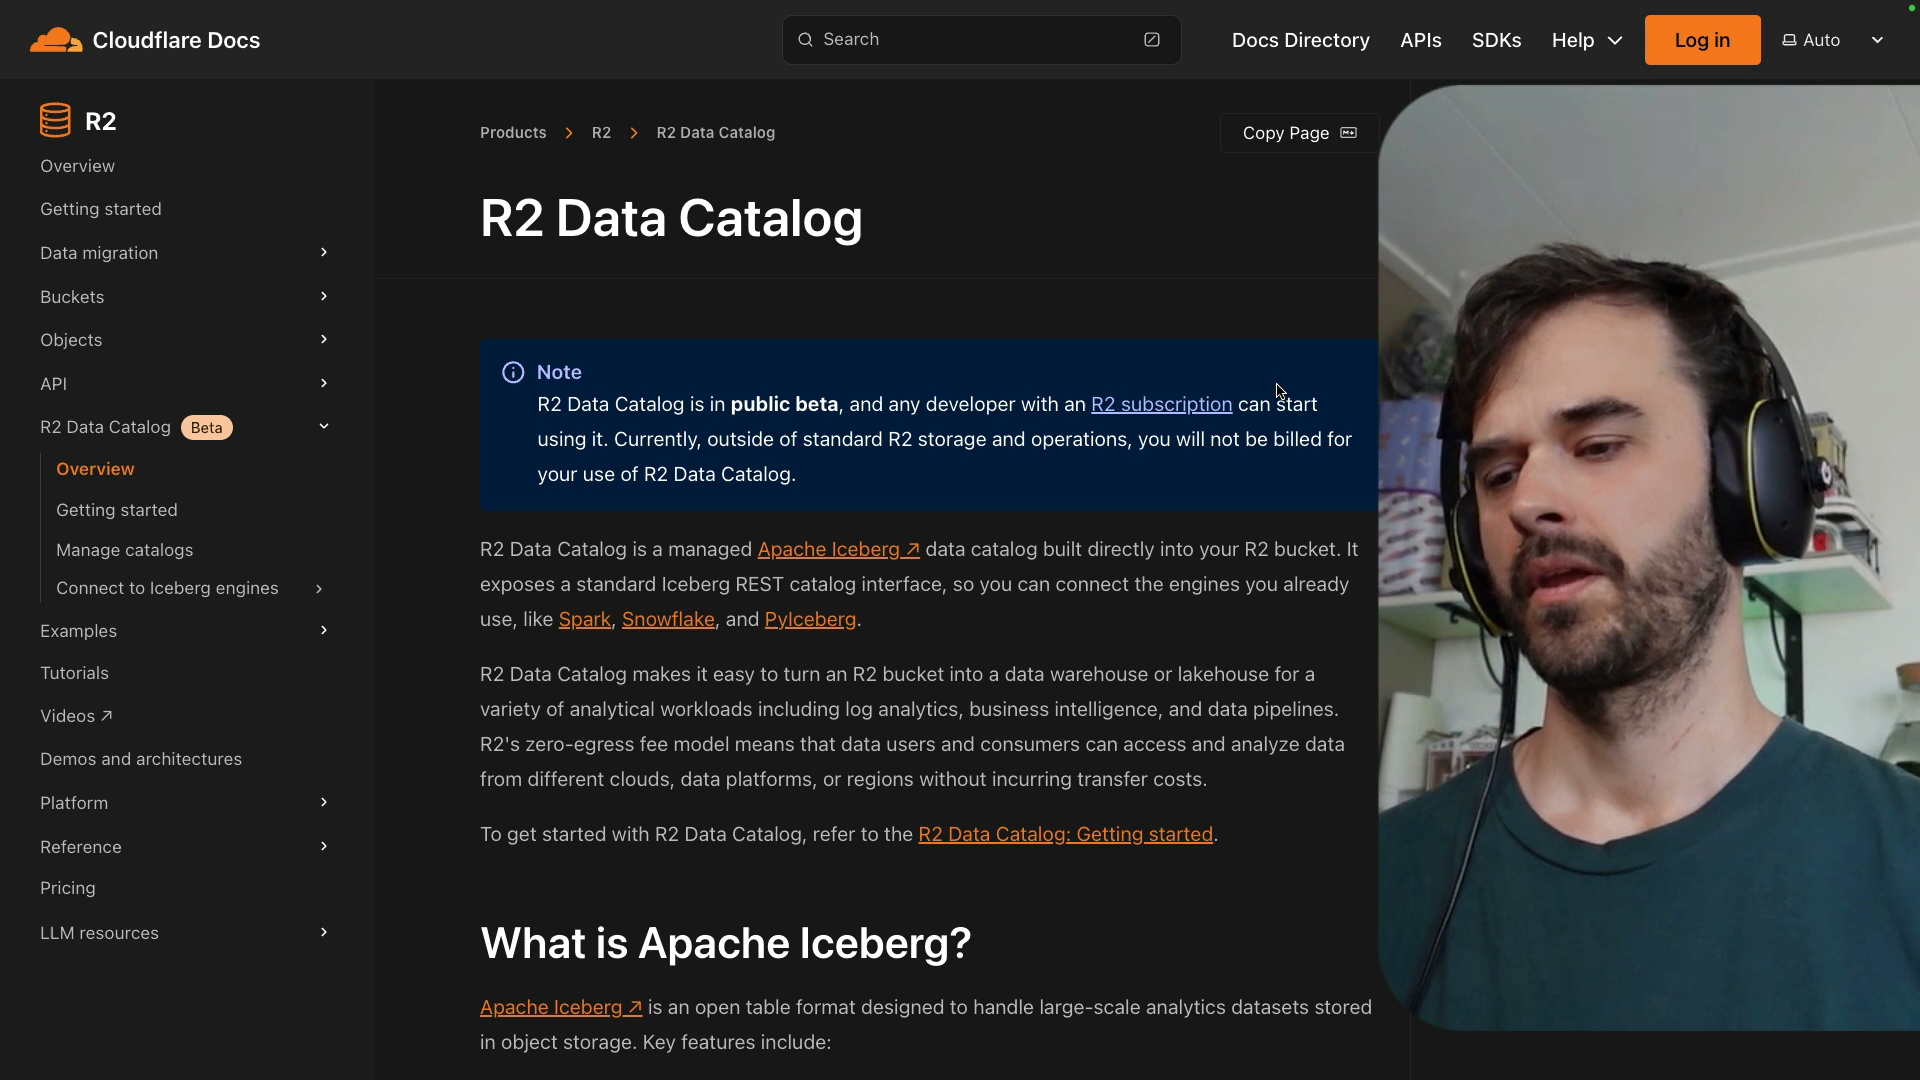 Cloudflare Docs
Search
Docs Directory
APIs
SDKs
Help
Log in
Auto
R2
Overview
Getting started
Data migration
Buckets
Objects
API
R2 Data Catalog Beta
Overview
Getting started
Manage catalogs
Connect to Iceberg engines
Examples
Tutorials
Videos ↗
Demos and architectures
Platform
Reference
Pricing
LLM resources
Products > R2 > R2 Data Catalog
Copy Page
R2 Data Catalog
Note
R2 Data Catalog is in public beta, and any developer with an R2 subscription can start
using it. Currently, outside of standard R2 storage and operations, you will not be billed for
your use of R2 Data Catalog.
R2 Data Catalog is a managed Apache Iceberg ↗ data catalog built directly into your R2 bucket. It
exposes a standard Iceberg REST catalog interface, so you can connect the engines you already
use, like Spark, Snowflake, and PyIceberg.
R2 Data Catalog makes it easy to turn an R2 bucket into a data warehouse or lakehouse for a
variety of analytical workloads including log analytics, business intelligence, and data pipelines.
R2's zero-egress fee model means that data users and consumers can access and analyze data
from different clouds, data platforms, or regions without incurring transfer costs.
To get started with R2 Data Catalog, refer to the R2 Data Catalog: Getting started.
What is Apache Iceberg?
Apache Iceberg ↗ is an open table format designed to handle large-scale analytics datasets stored
in object storage. Key features include: